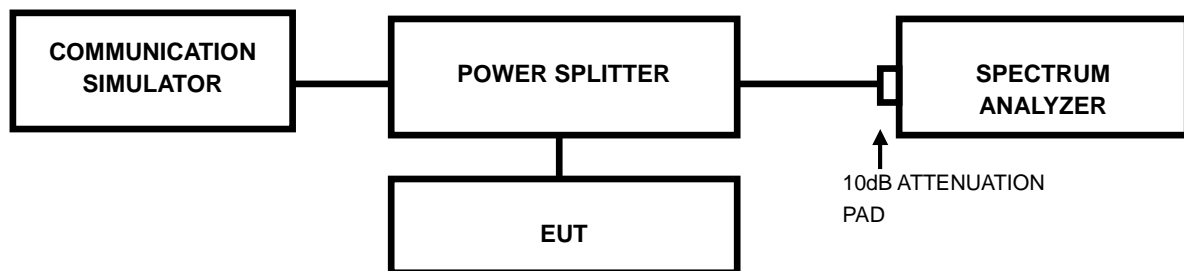 COMMUNICATION
SIMULATOR
POWER SPLITTER
SPECTRUM
ANALYZER
10dB ATTENUATION
PAD
EUT